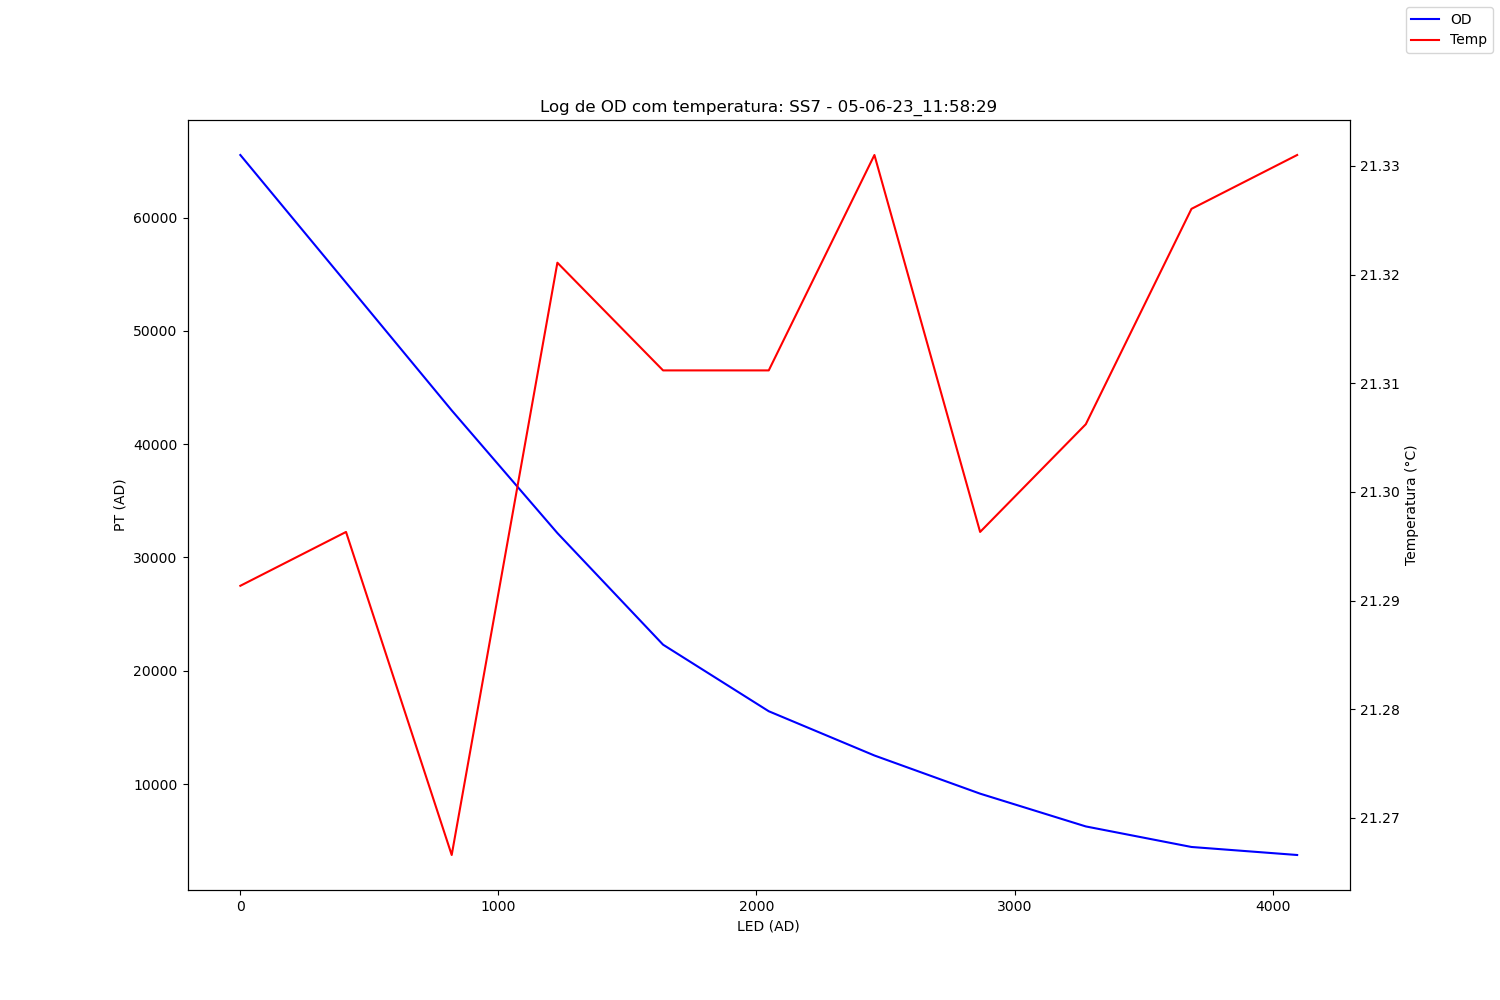 OD
Temp
Log de OD com temperatura: SS7 - 05-06-23_11:58:29
60000
50000
40000
30000
20000
10000
PT (AD)
21.33
21.32
21.31
21.30
21.29
21.28
21.27
Temperatura (°C)
0 1000 2000 3000 4000
LED (AD)